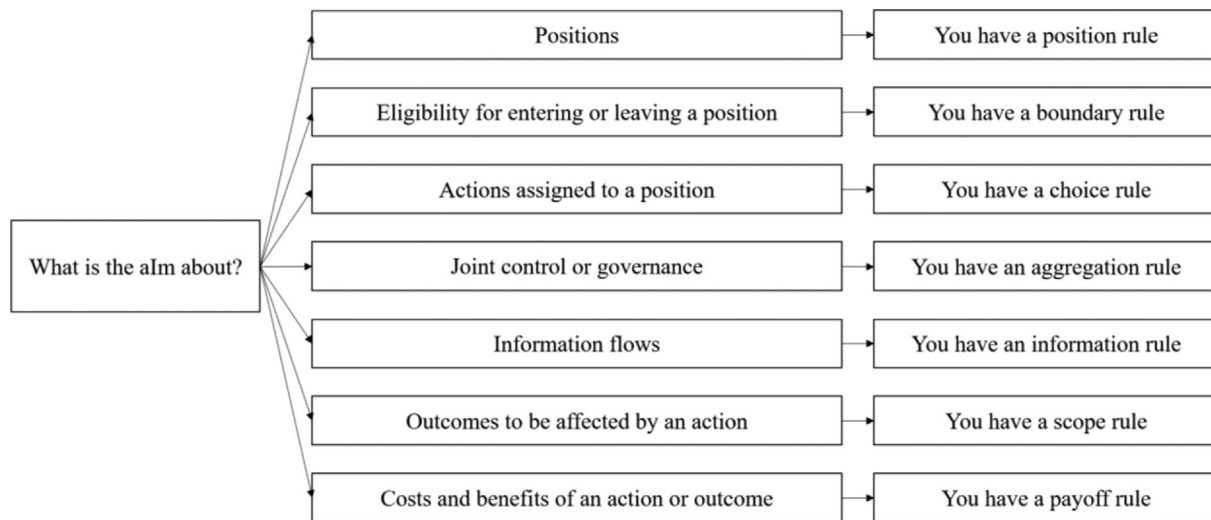 Positions
You have a position rule
Eligibility for entering or leaving a position
You have a boundary rule
Actions assigned to a position
You have a choice rule
What is the aIm about?
Joint control or governance
You have an aggregation rule
Information flows
You have an information rule
Outcomes to be affected by an action
You have a scope rule
Costs and benefits of an action or outcome
You have a payoff rule